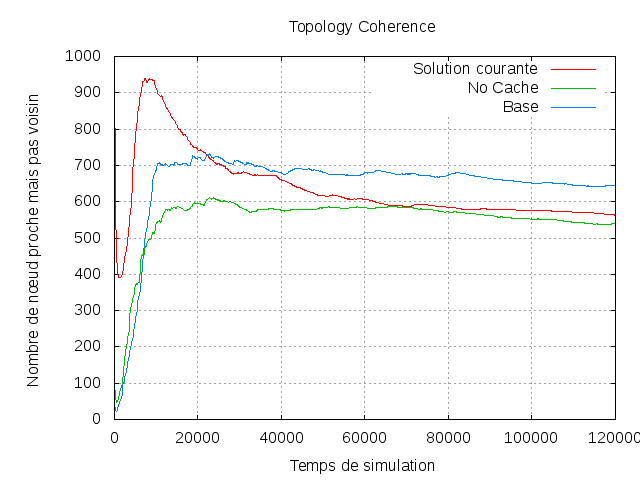 Topology Coherence
1000
900
800
700
600
500
400
300
200
100
0
Nombre de nœud proche mais pas voisin
Solution courante
No Cache
Base
0 20000 40000 60000 80000 100000 120000
Temps de simulation